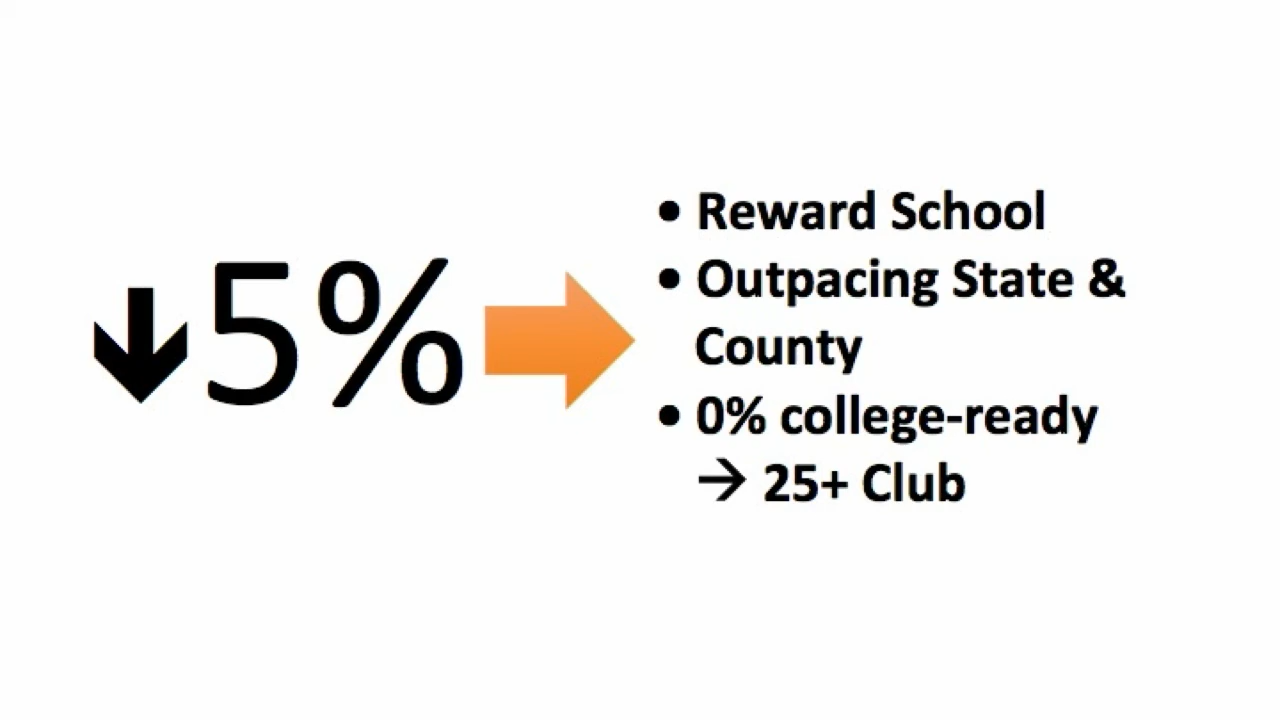 ↓5%
• Reward School
• Outpacing State &
County
• 0% college-ready
→ 25+ Club